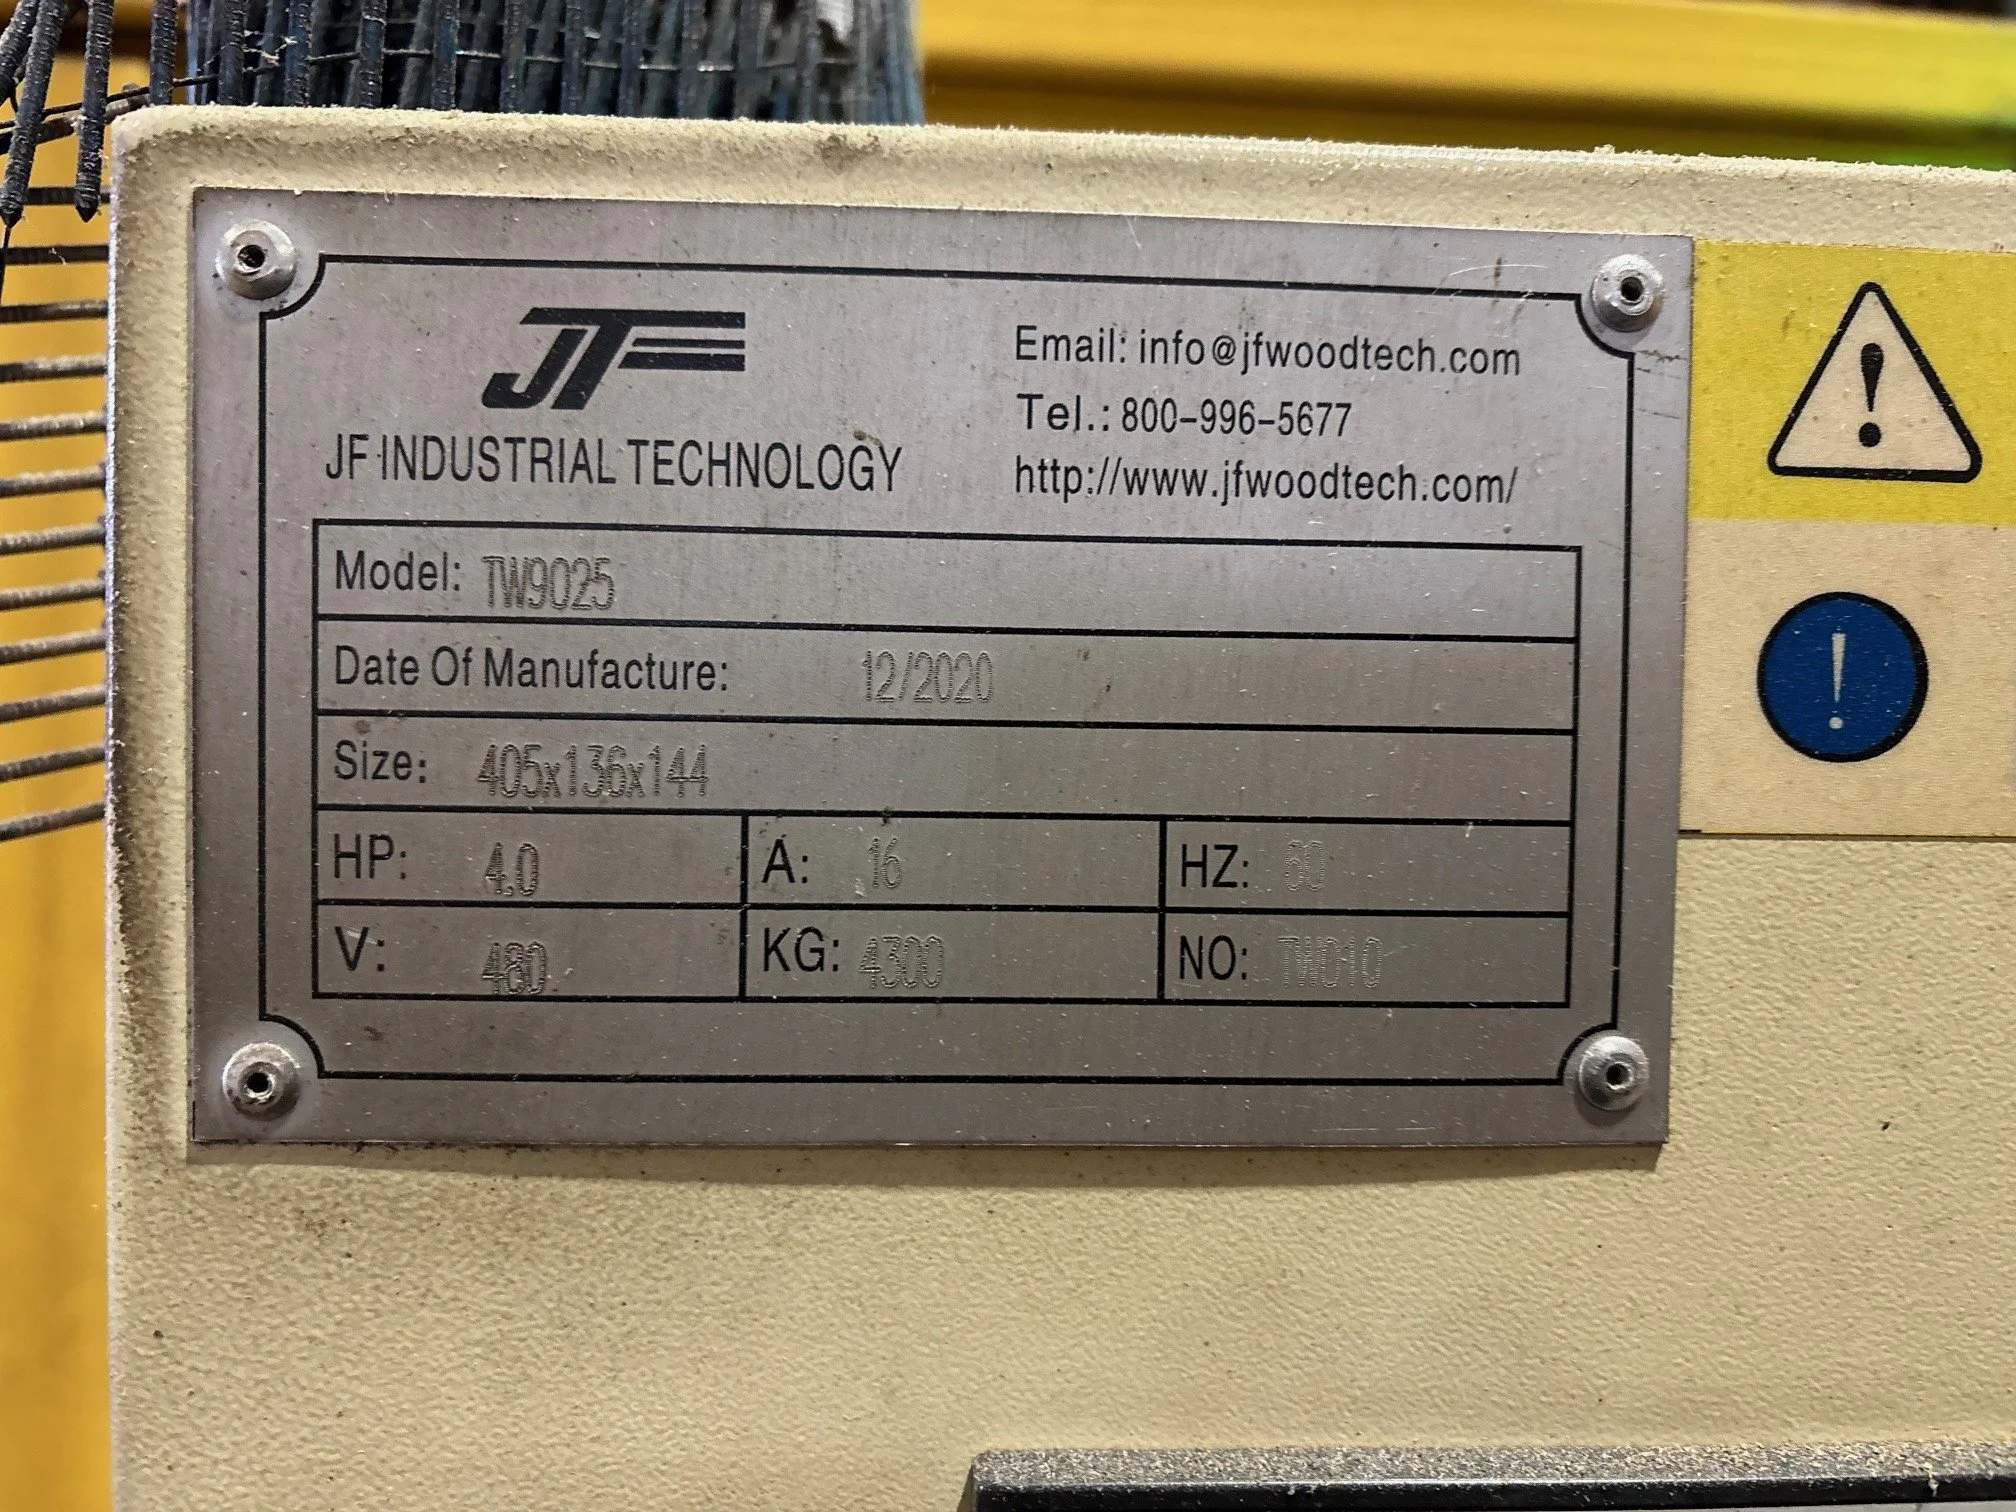 JF
Email: info@jfwoodtech.com
Tel.: 800-996-5677
JF INDUSTRIAL TECHNOLOGY
http://www.jfwoodtech.com/
Model: TW9025
Date Of Manufacture: 12/2020
Size: 405x136x144
HP: 4.0 A: 16 HZ: 60
V: 480 KG: 4300 NO: